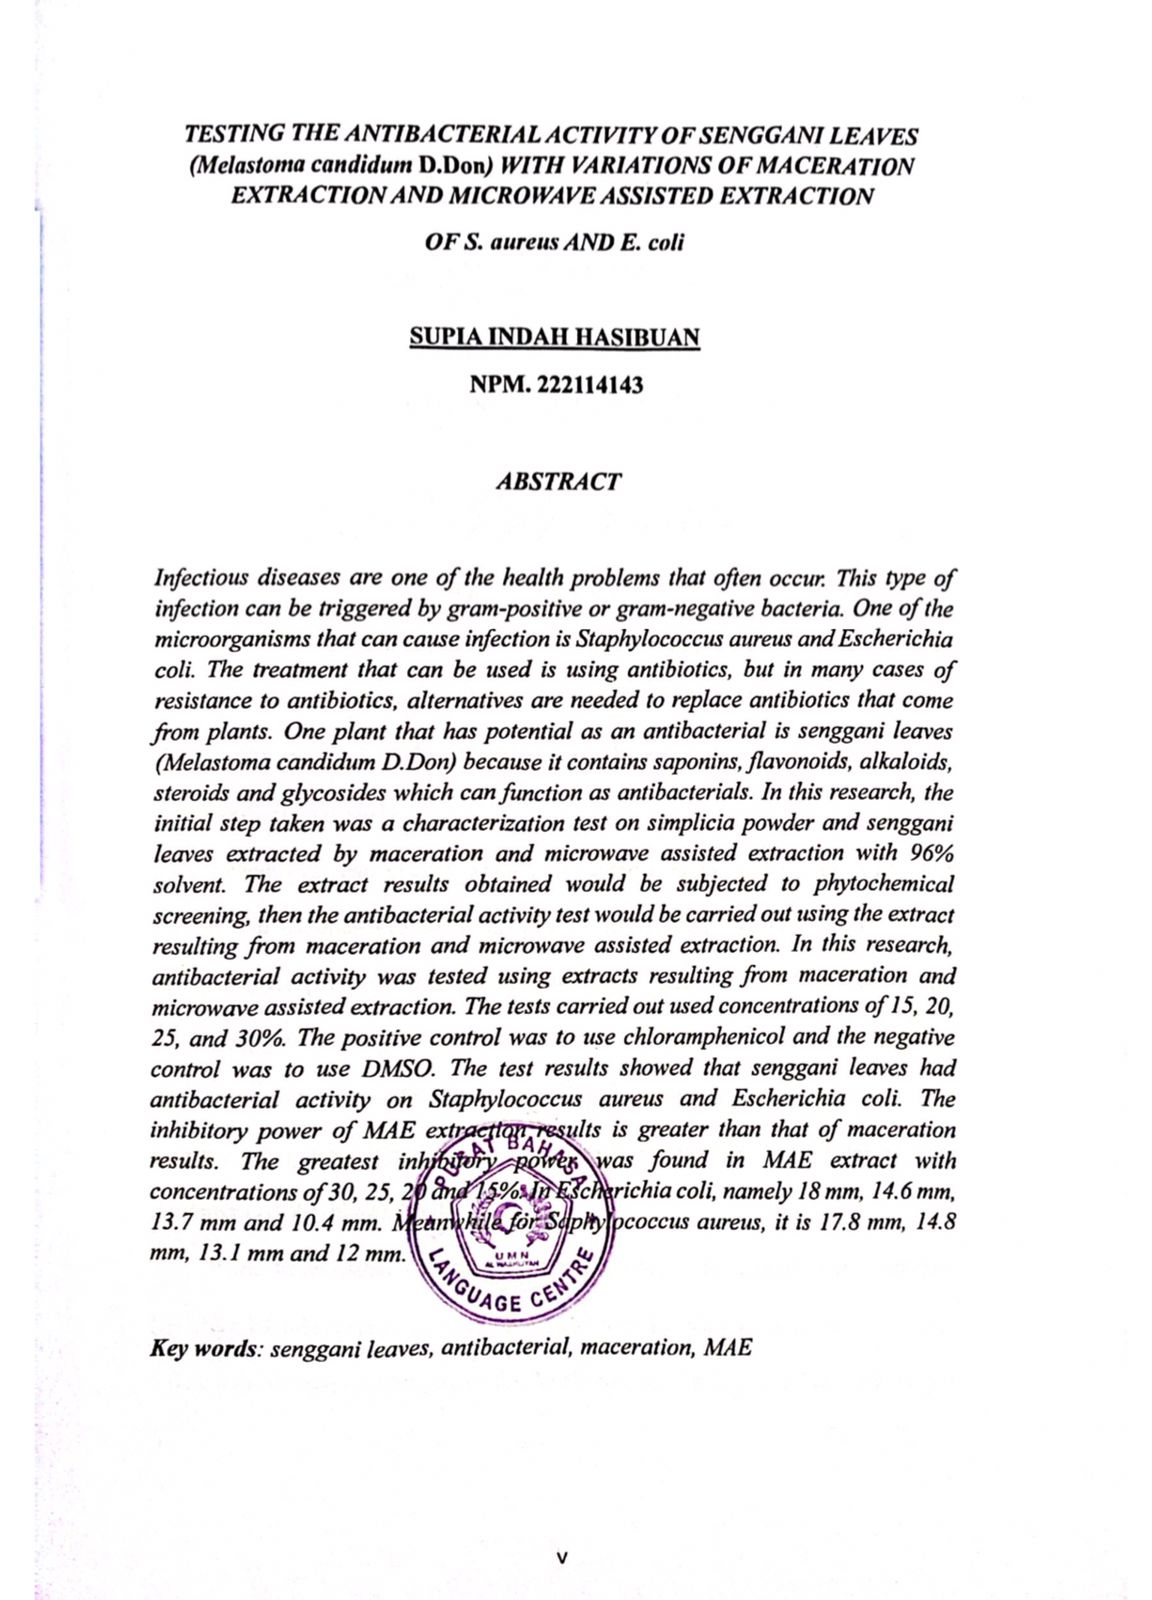 TESTING THE ANTIBACTERIAL ACTIVITY OF SENGGANI LEAVES
(Melastoma candidum D.Don) WITH VARIATIONS OF MACERATION
EXTRACTION AND MICROWAVE ASSISTED EXTRACTION
OF S. aureus AND E. coli
SUPIA INDAH HASIBUAN
NPM. 222114143
ABSTRACT
Infectious diseases are one of the health problems that often occur. This type of
infection can be triggered by gram-positive or gram-negative bacteria. One of the
microorganisms that can cause infection is Staphylococcus aureus and Escherichia
coli. The treatment that can be used is using antibiotics, but in many cases of
resistance to antibiotics, alternatives are needed to replace antibiotics that come
from plants. One plant that has potential as an antibacterial is senggani leaves
(Melastoma candidum D.Don) because it contains saponins, flavonoids, alkaloids,
steroids and glycosides which can function as antibacterials. In this research, the
initial step taken was a characterization test on simplicia powder and senggani
leaves extracted by maceration and microwave assisted extraction with 96%
solvent. The extract results obtained would be subjected to phytochemical
screening, then the antibacterial activity test would be carried out using the extract
resulting from maceration and microwave assisted extraction. In this research,
antibacterial activity was tested using extracts resulting from maceration and
microwave assisted extraction. The tests carried out used concentrations of 15, 20,
25, and 30%. The positive control was to use chloramphenicol and the negative
control was to use DMSO. The test results showed that senggani leaves had
antibacterial activity on Staphylococcus aureus and Escherichia coli. The
inhibitory power of MAE extraction results is greater than that of maceration
results. The greatest inhibitory power was found in MAE extract with
concentrations of 30, 25, 20 and 15%. In Escherichia coli, namely 18 mm, 14.6 mm,
13.7 mm and 10.4 mm. Meanwhile for Saphylococcus aureus, it is 17.8 mm, 14.8
mm, 13.1 mm and 12 mm.
PUSAT BAHASA
UMN
AL WASHLIYAH
LANGUAGE CENTRE
Key words: senggani leaves, antibacterial, maceration, MAE
v